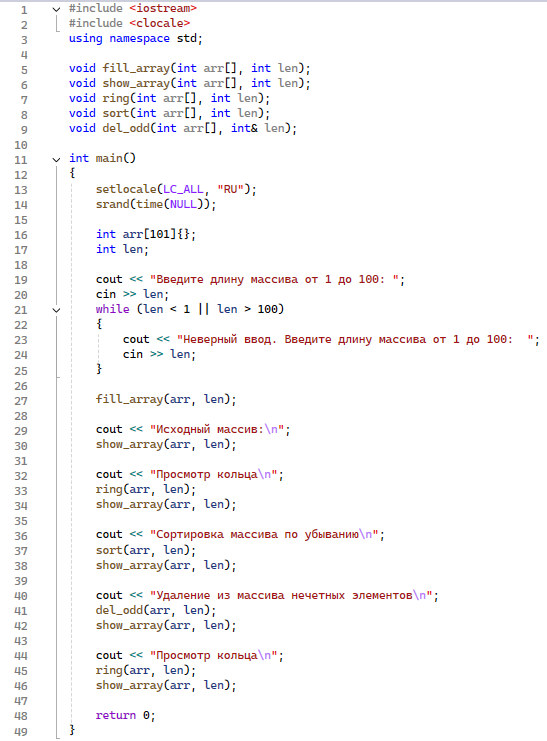 1 #include <iostream>
2 #include <clocale>
3 using namespace std;
4
5 void fill_array(int arr[], int len);
6 void show_array(int arr[], int len);
7 void ring(int arr[], int len);
8 void sort(int arr[], int len);
9 void del_odd(int arr[], int& len);
10
11 int main()
12 {
13 setlocale(LC_ALL, "RU");
14 srand(time(NULL));
15
16 int arr[101]{};
17 int len;
18
19 cout << "Введите длину массива от 1 до 100: ";
20 cin >> len;
21 while (len < 1 || len > 100)
22 {
23 cout << "Неверный ввод. Введите длину массива от 1 до 100:  ";
24 cin >> len;
25 }
26
27 fill_array(arr, len);
28
29 cout << "Исходный массив:\n";
30 show_array(arr, len);
31
32 cout << "Просмотр кольца\n";
33 ring(arr, len);
34 show_array(arr, len);
35
36 cout << "Сортировка массива по убыванию\n";
37 sort(arr, len);
38 show_array(arr, len);
39
40 cout << "Удаление из массива нечетных элементов\n";
41 del_odd(arr, len);
42 show_array(arr, len);
43
44 cout << "Просмотр кольца\n";
45 ring(arr, len);
46 show_array(arr, len);
47
48 return 0;
49 }